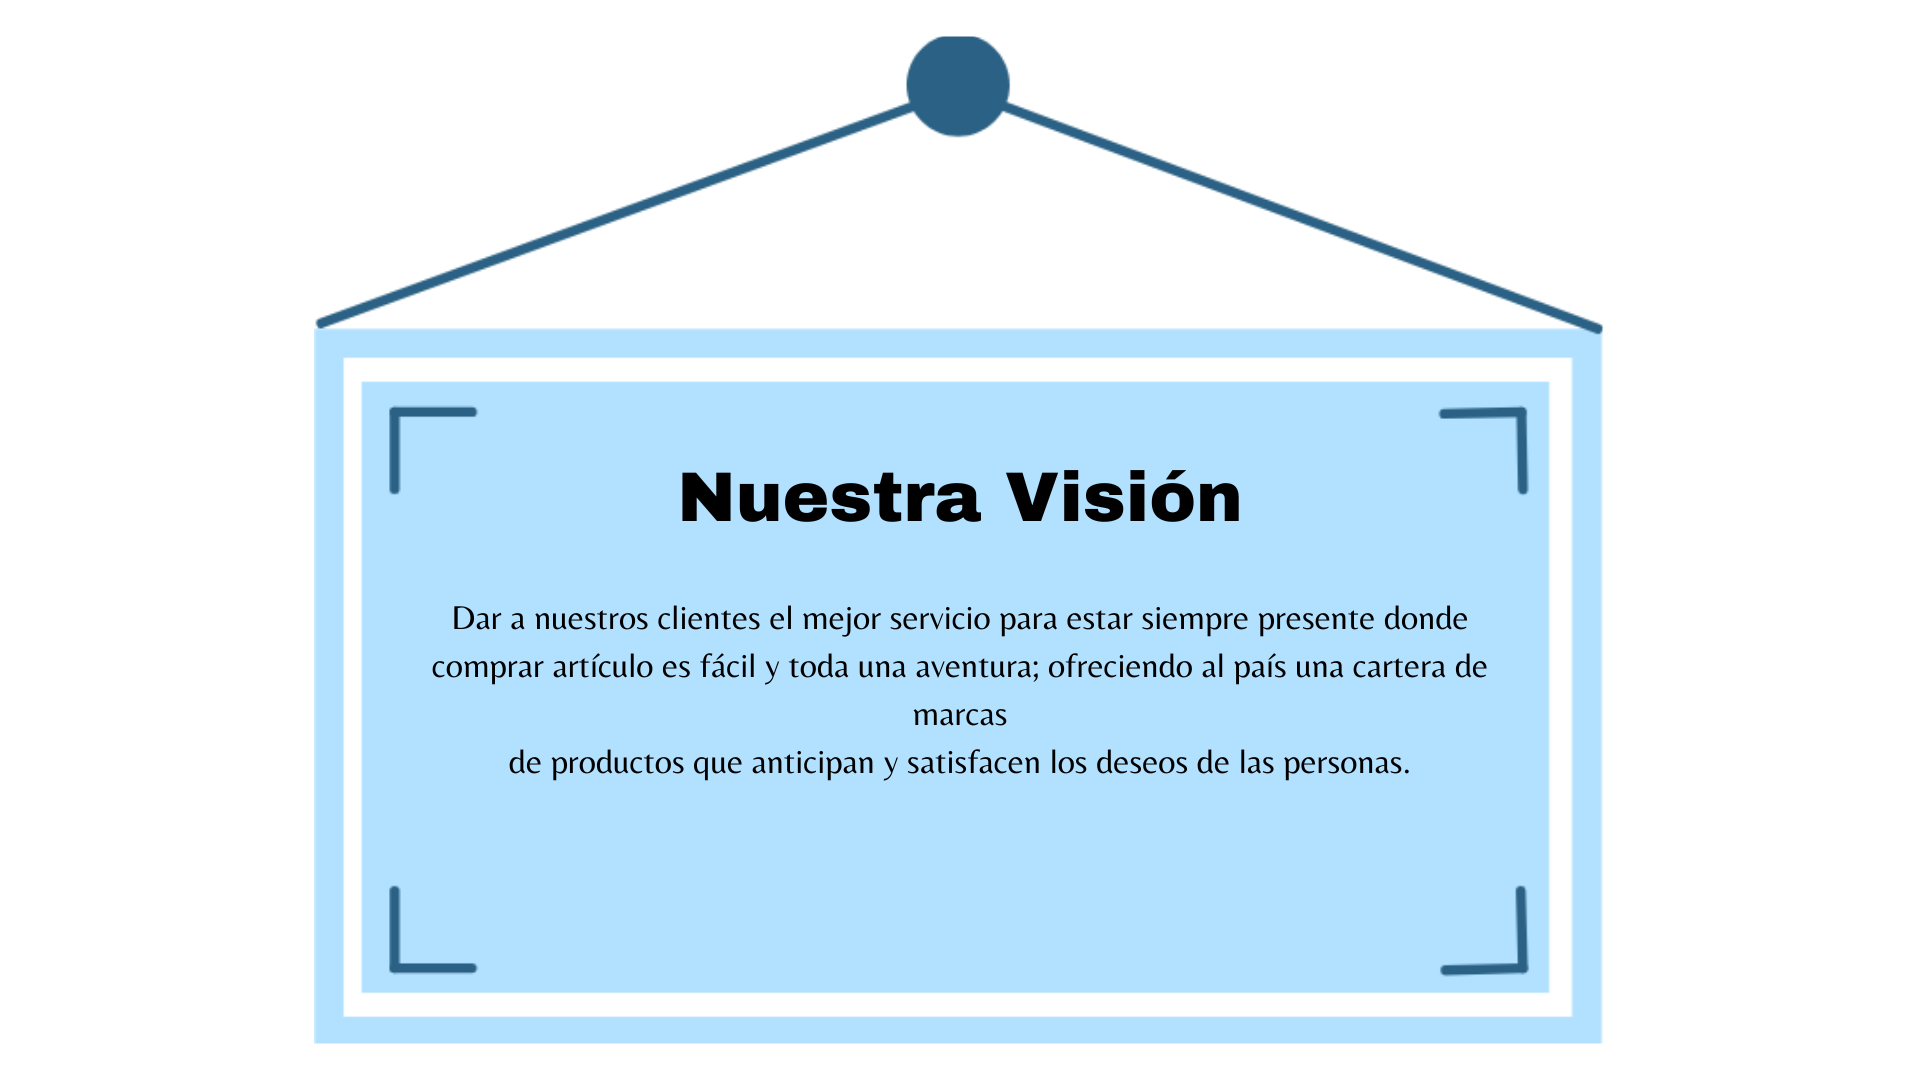 Nuestra Visión
Dar a nuestros clientes el mejor servicio para estar siempre presente donde
comprar artículo es fácil y toda una aventura; ofreciendo al país una cartera de
marcas
de productos que anticipan y satisfacen los deseos de las personas.